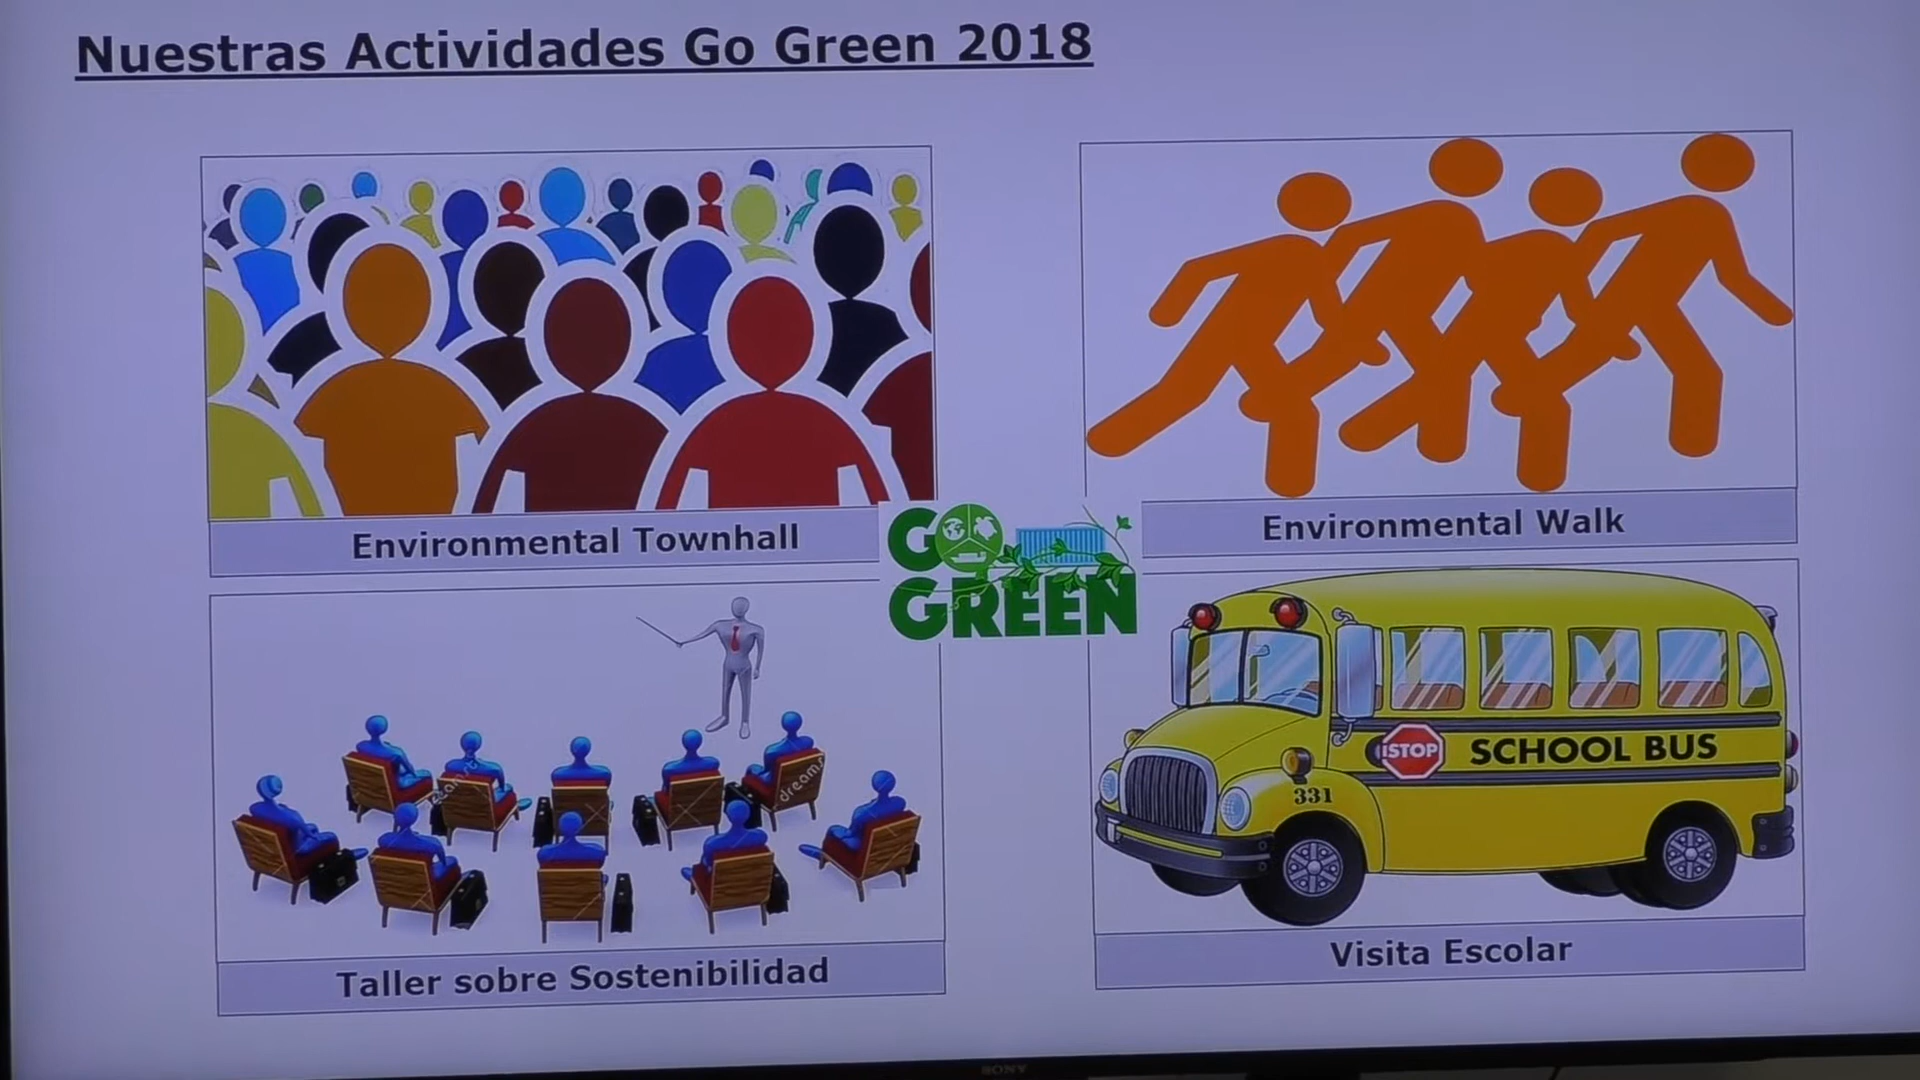 Nuestras Actividades Go Green 2018
Environmental Townhall
Environmental Walk
GO
GREEN
STOP
SCHOOL BUS
331
dreams
Taller sobre Sostenibilidad
Visita Escolar
SONY